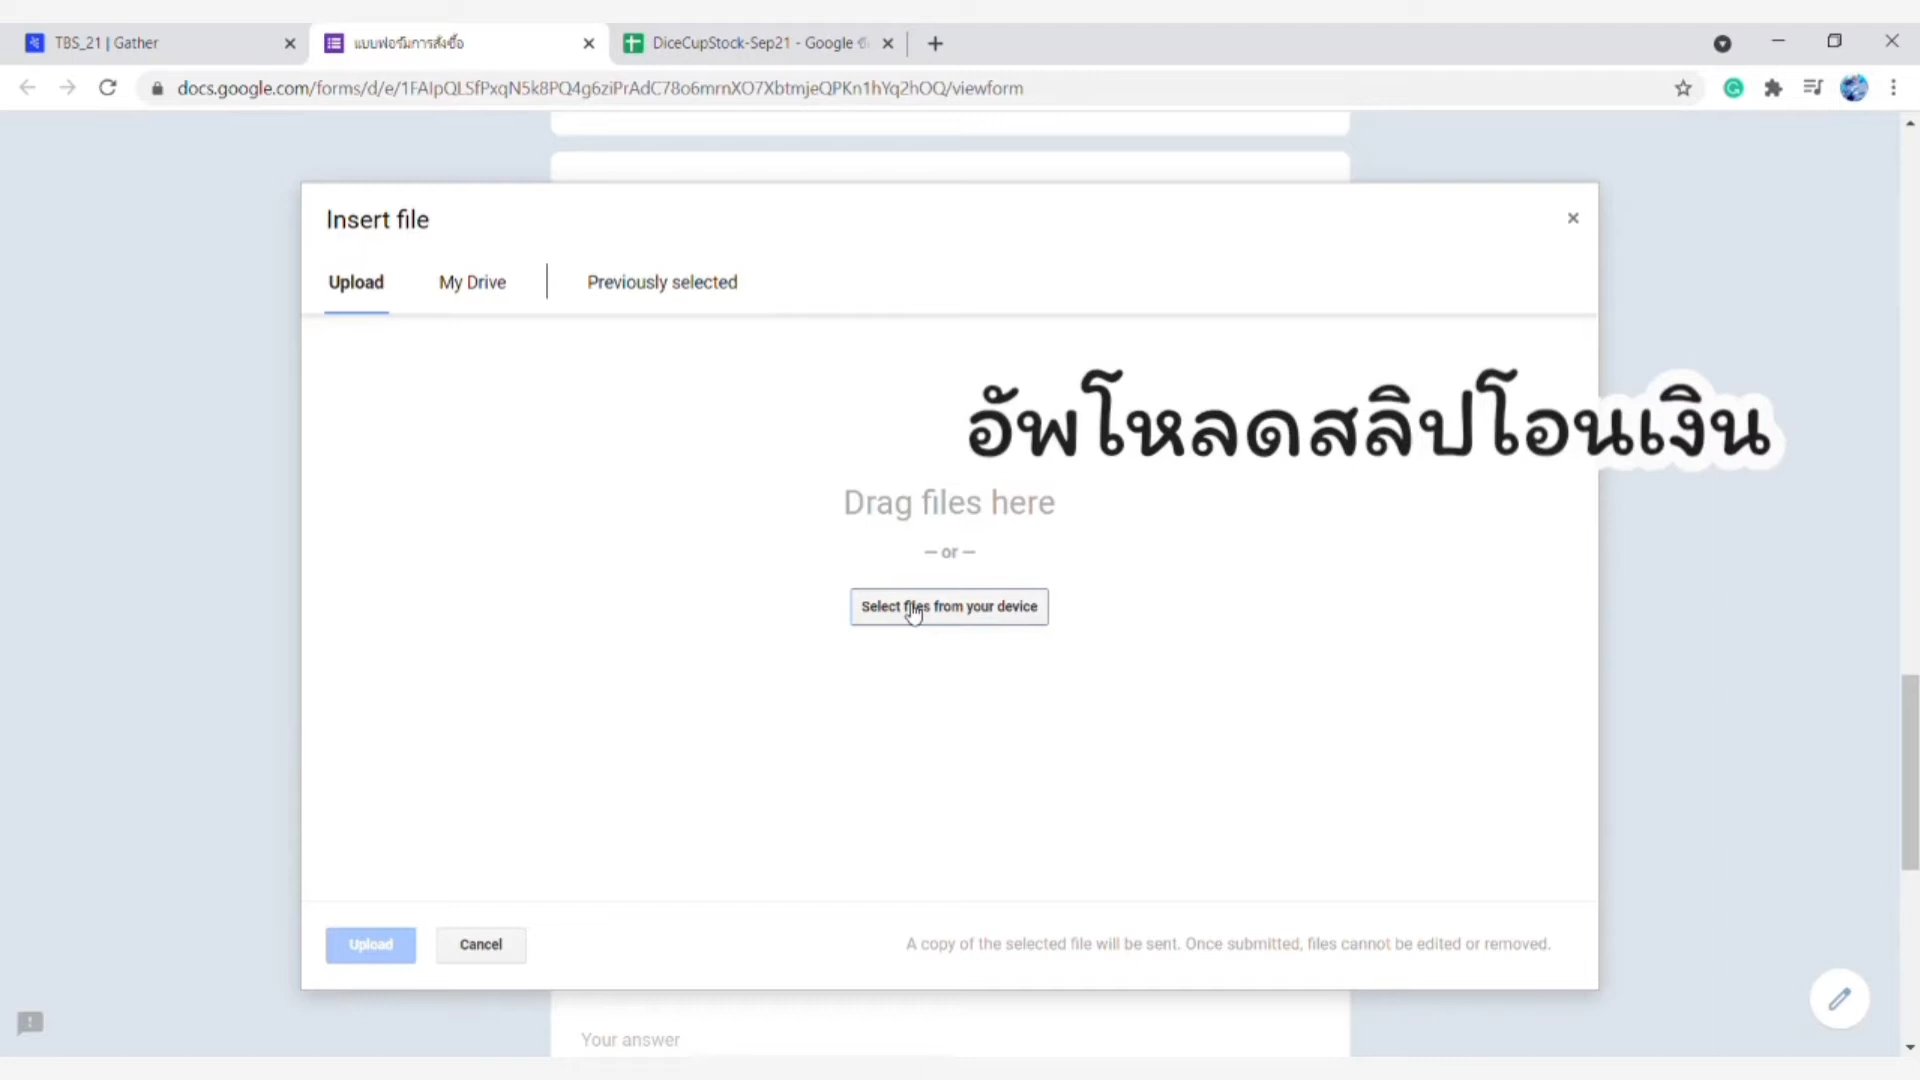 TBS_21 | Gather
แบบฟอร์มการสั่งซื้อ
DiceCupStock-Sep21 - Google
docs.google.com/forms/d/e/1FAIpQLSfPxqN5k8PQ4g6ziPrAdC78o6mrnXO7XbtmjeQPKn1hYq2hOQ/viewform
Insert file
Upload
My Drive
Previously selected
อัพโหลดสลิปโอนเงิน
Drag files here
— or —
Select files from your device
Upload
Cancel
A copy of the selected file will be sent. Once submitted, files cannot be edited or removed.
Your answer